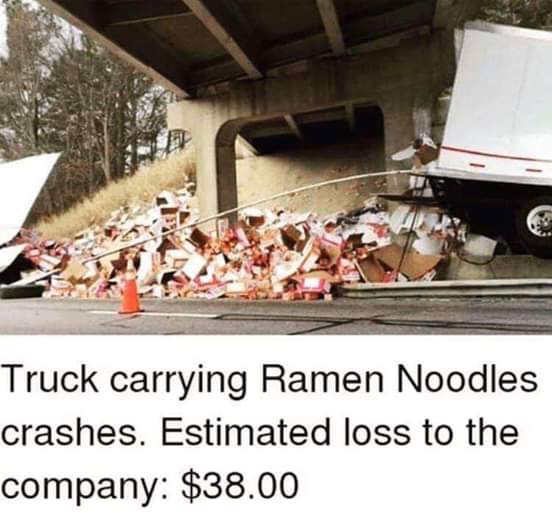 Truck carrying Ramen Noodles
crashes. Estimated loss to the
company: $38.00